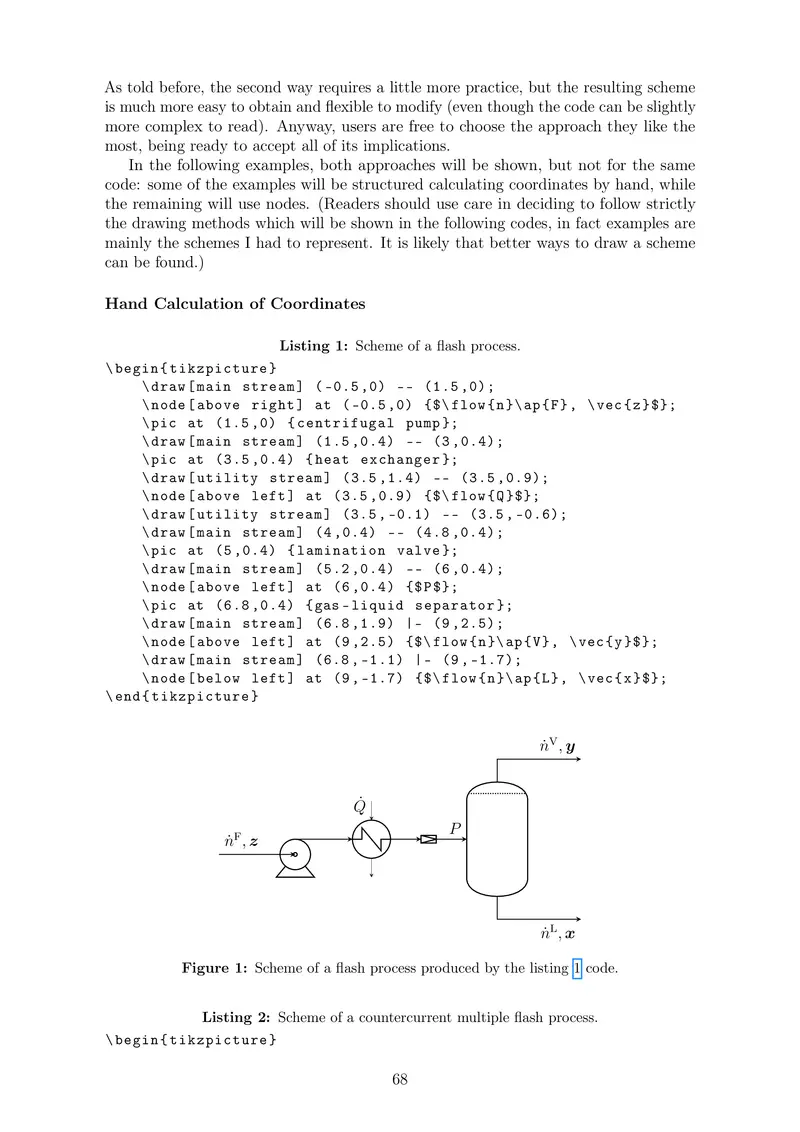 As told before, the second way requires a little more practice, but the resulting scheme
is much more easy to obtain and flexible to modify (even though the code can be slightly
more complex to read). Anyway, users are free to choose the approach they like the
most, being ready to accept all of its implications.
In the following examples, both approaches will be shown, but not for the same
code: some of the examples will be structured calculating coordinates by hand, while
the remaining will use nodes. (Readers should use care in deciding to follow strictly
the drawing methods which will be shown in the following codes, in fact examples are
mainly the schemes I had to represent. It is likely that better ways to draw a scheme
can be found.)
Hand Calculation of Coordinates
Listing 1: Scheme of a flash process.
\begin{tikzpicture}
    \draw[main stream] (-0.5,0) -- (1.5,0);
    \node[above right] at (-0.5,0) {$\flow{n}\ap{F}, \vec{z}$};
    \pic at (1.5,0) {centrifugal pump};
    \draw[main stream] (1.5,0.4) -- (3,0.4);
    \pic at (3.5,0.4) {heat exchanger};
    \draw[utility stream] (3.5,1.4) -- (3.5,0.9);
    \node[above left] at (3.5,0.9) {$\flow{Q}$};
    \draw[utility stream] (3.5,-0.1) -- (3.5,-0.6);
    \draw[main stream] (4,0.4) -- (4.8,0.4);
    \pic at (5,0.4) {lamination valve};
    \draw[main stream] (5.2,0.4) -- (6,0.4);
    \node[above left] at (6,0.4) {$P$};
    \pic at (6.8,0.4) {gas-liquid separator};
    \draw[main stream] (6.8,1.9) |- (9,2.5);
    \node[above left] at (9,2.5) {$\flow{n}\ap{V}, \vec{y}$};
    \draw[main stream] (6.8,-1.1) |- (9,-1.7);
    \node[below left] at (9,-1.7) {$\flow{n}\ap{L}, \vec{x}$};
\end{tikzpicture}
ṅV, y
Q̇
P
ṅF, z
ṅL, x
Figure 1: Scheme of a flash process produced by the listing 1 code.
Listing 2: Scheme of a countercurrent multiple flash process.
\begin{tikzpicture}
68